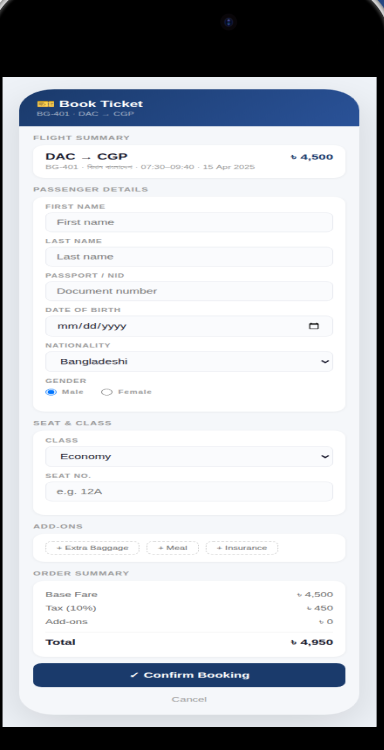 🎫 Book Ticket
BG-401 · DAC → CGP
FLIGHT SUMMARY
DAC → CGP
৳ 4,500
BG-401 · বিমান বাংলাদেশ · 07:30–09:40 · 15 Apr 2025
PASSENGER DETAILS
FIRST NAME
First name
LAST NAME
Last name
PASSPORT / NID
Document number
DATE OF BIRTH
mm/dd/yyyy
NATIONALITY
Bangladeshi
GENDER
Male Female
SEAT & CLASS
CLASS
Economy
SEAT NO.
e.g. 12A
ADD-ONS
+ Extra Baggage + Meal + Insurance
ORDER SUMMARY
Base Fare ৳ 4,500
Tax (10%) ৳ 450
Add-ons ৳ 0
Total ৳ 4,950
✓ Confirm Booking
Cancel